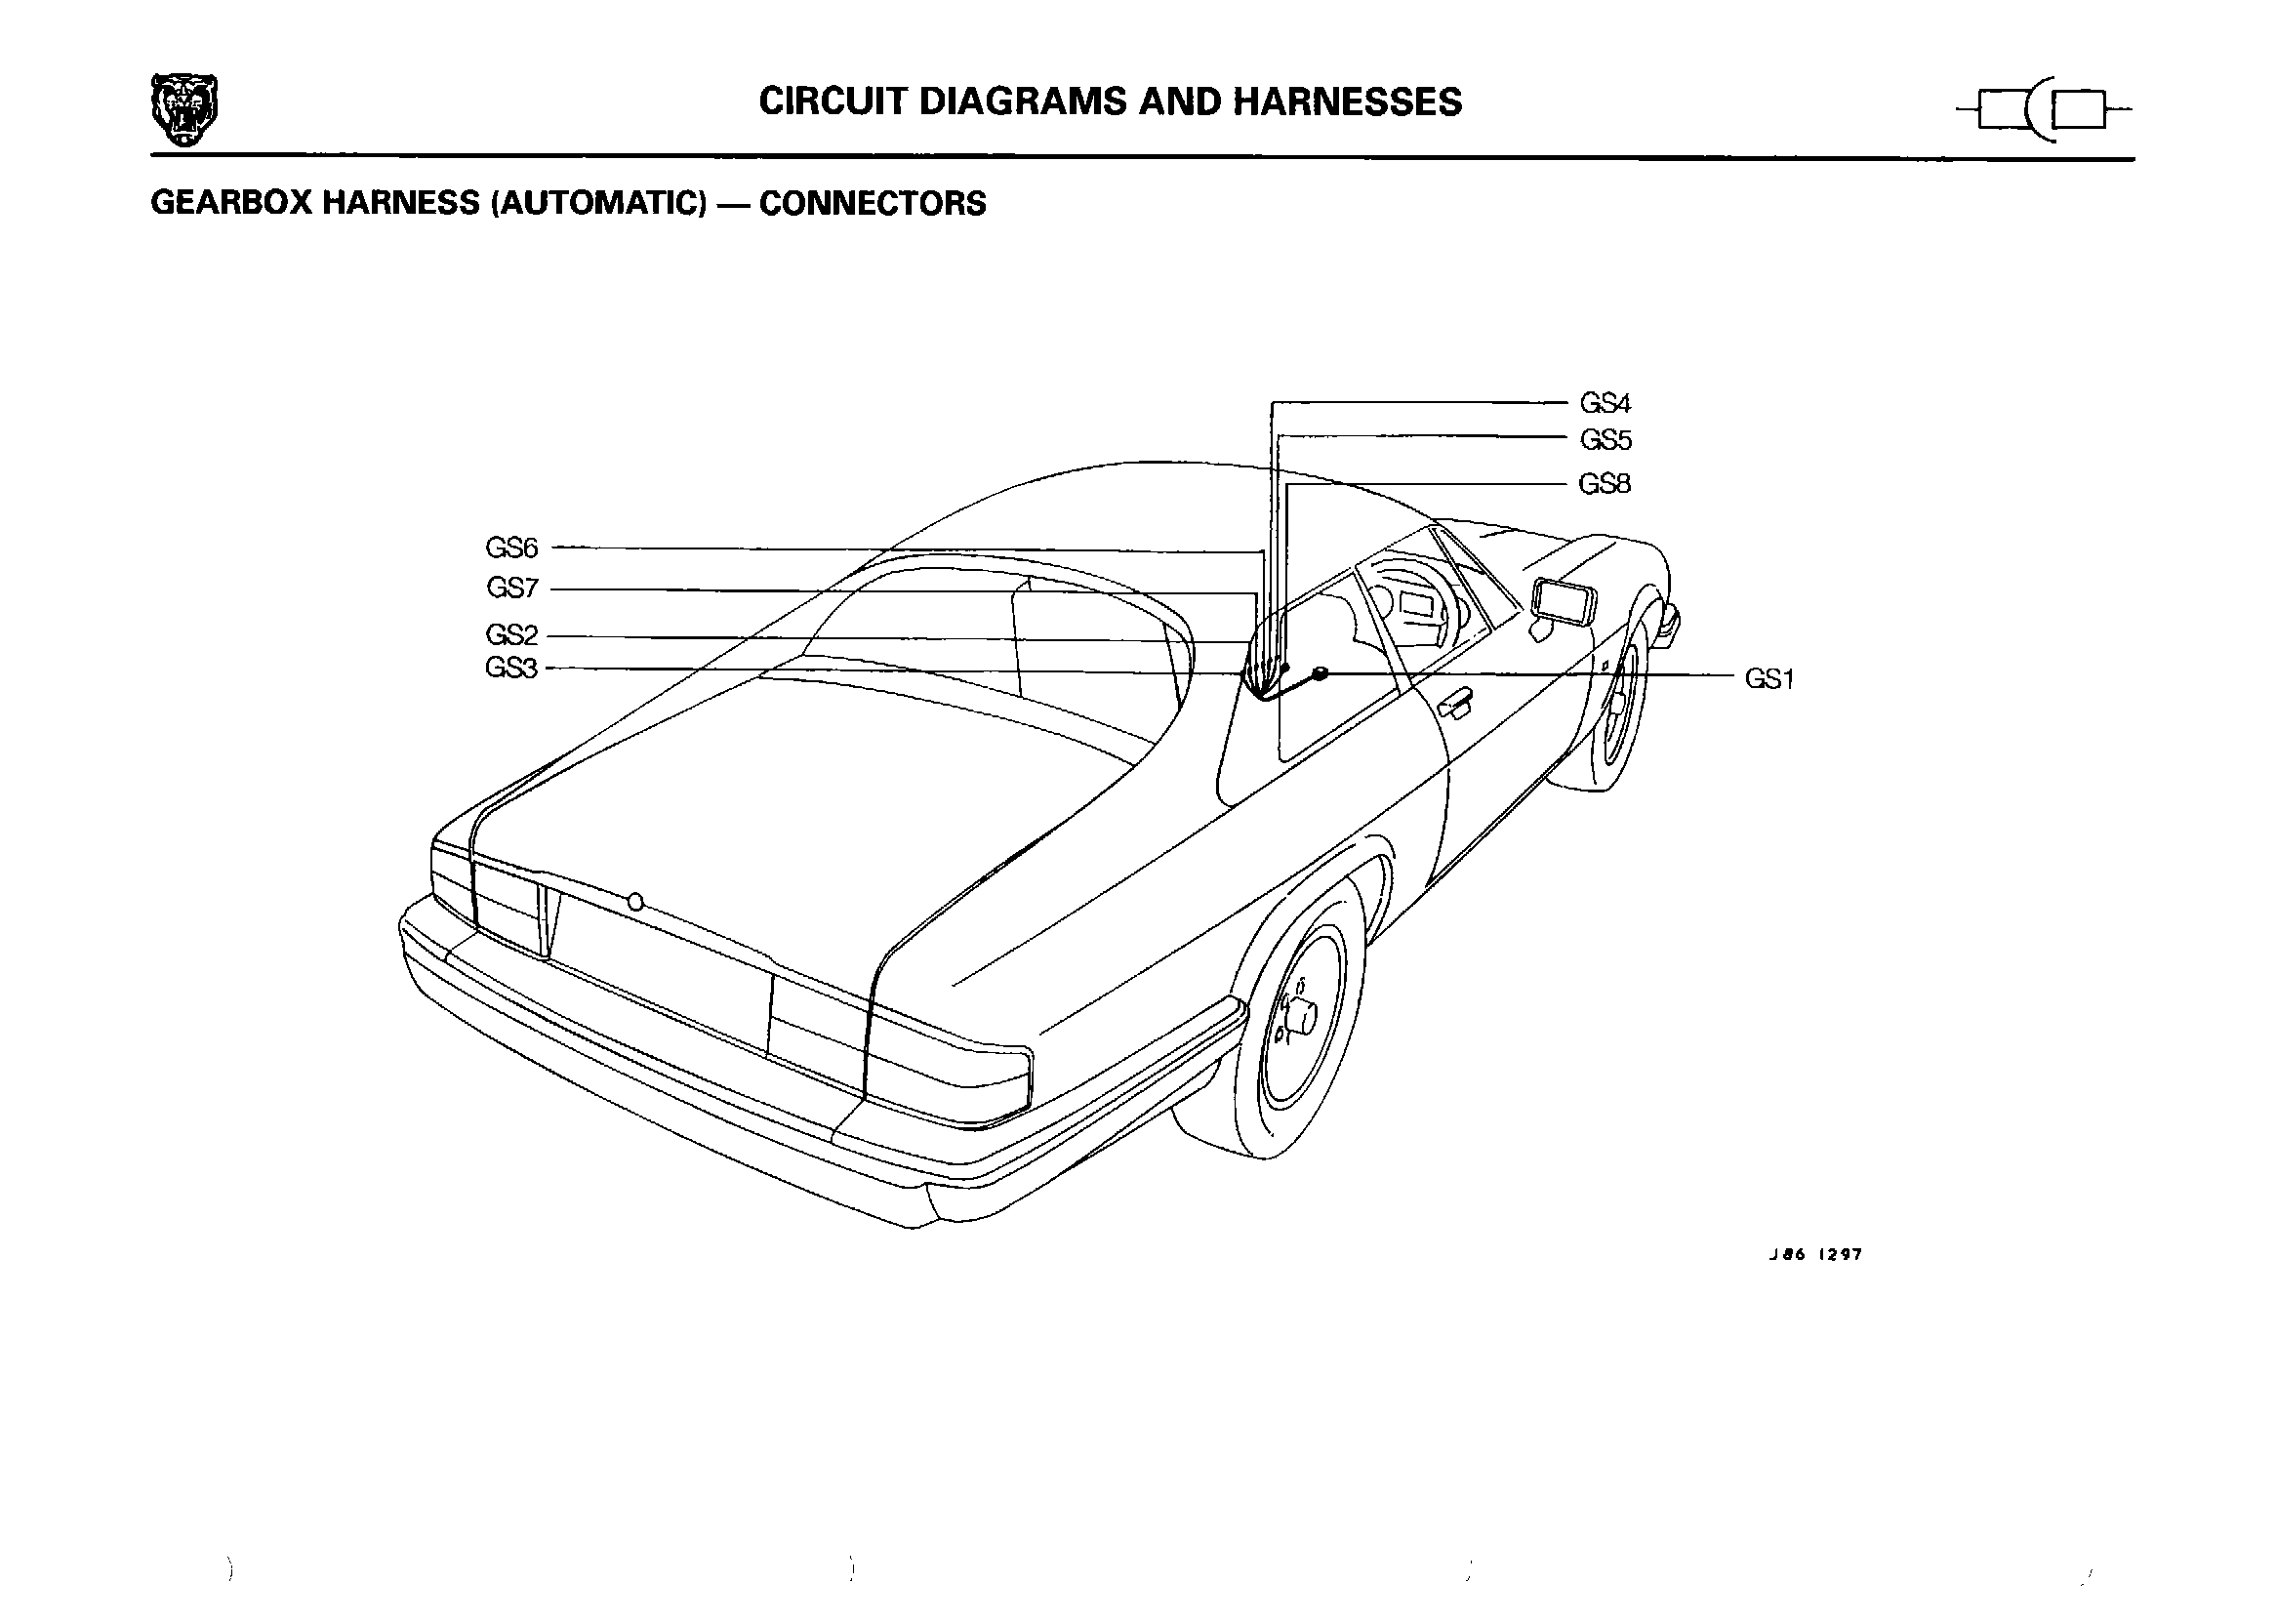 CIRCUIT DIAGRAMS AND HARNESSES
GEARBOX HARNESS (AUTOMATIC) — CONNECTORS
GS4
GS5
GS8
GS6
GS7
GS2
GS3
GS1
J86 1297